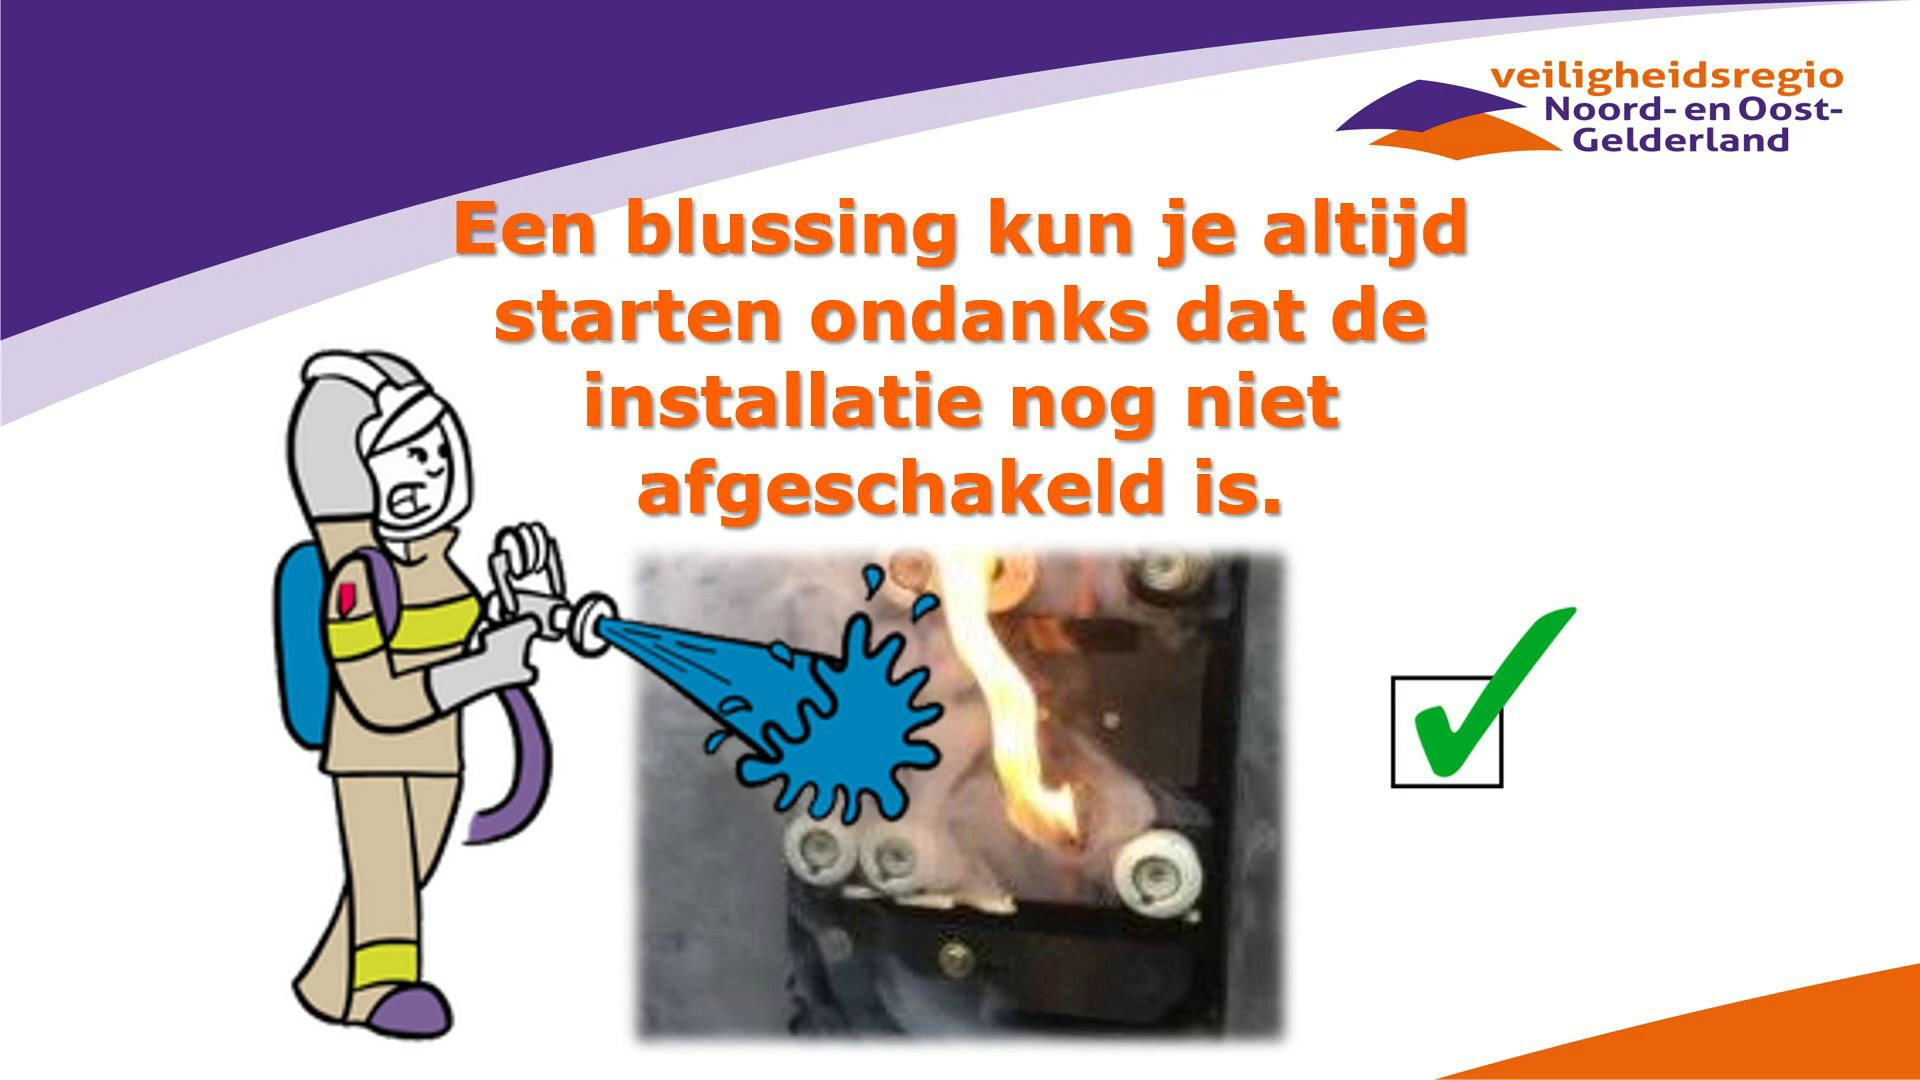 veiligheidsregio
Noord- en Oost-
Gelderland
Een blussing kun je altijd
starten ondanks dat de
installatie nog niet
afgeschakeld is.